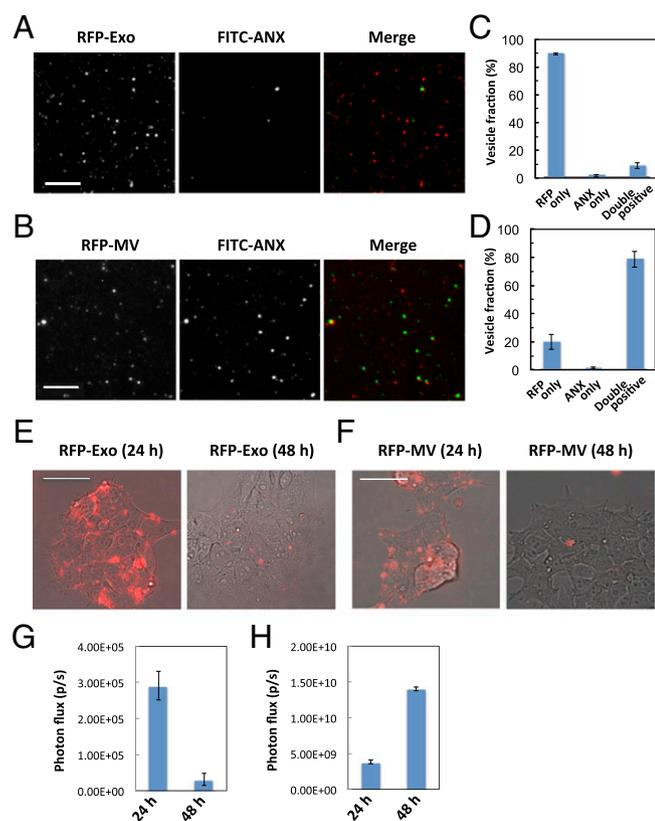 A
RFP-Exo FITC-ANX Merge
B
RFP-MV FITC-ANX Merge
C
Vesicle fraction (%)
100
80
60
40
20
0
RFP only
ANX only
Double positive
D
Vesicle fraction (%)
100
80
60
40
20
0
RFP only
ANX only
Double positive
E
RFP-Exo (24 h) RFP-Exo (48 h)
F
RFP-MV (24 h) RFP-MV (48 h)
G
Photon flux (p/s)
4.00E+05
3.00E+05
2.00E+05
1.00E+05
0.00E+00
24 h
48 h
H
Photon flux (p/s)
2.00E+10
1.50E+10
1.00E+10
5.00E+09
0.00E+00
24 h
48 h